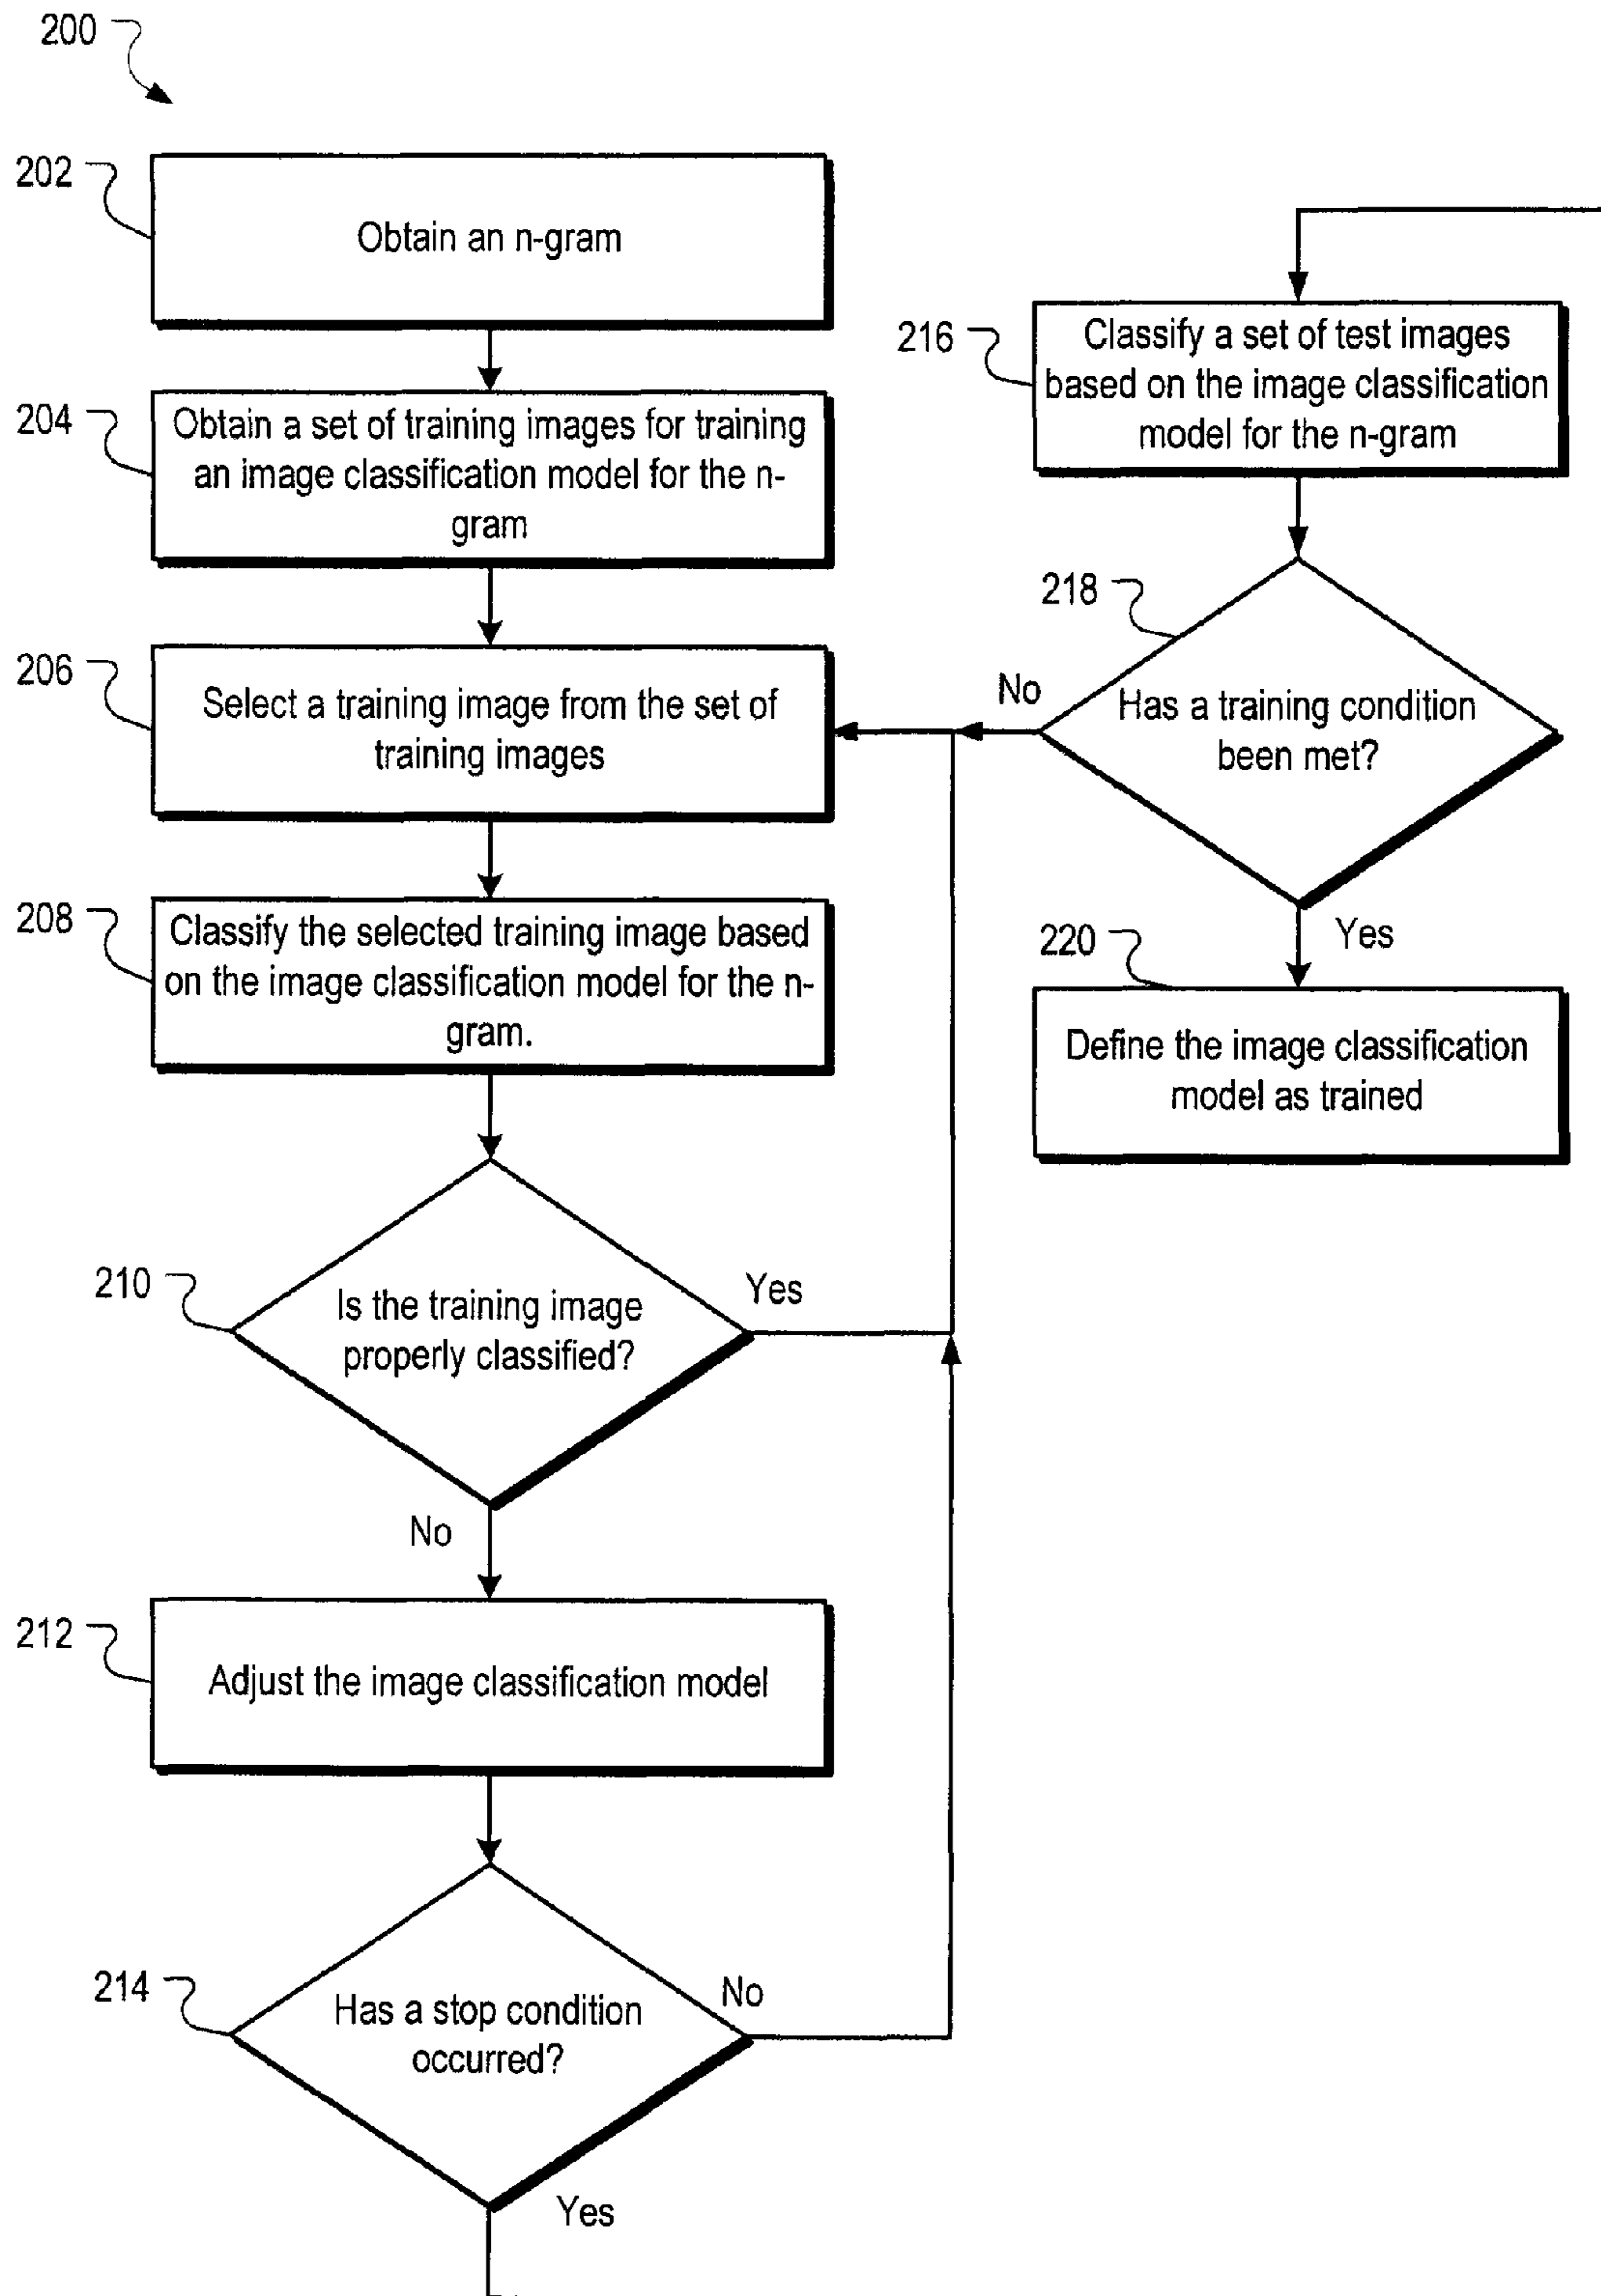 200
202
Obtain an n-gram
204
Obtain a set of training images for training
an image classification model for the n-
gram
206
Select a training image from the set of
training images
208
Classify the selected training image based
on the image classification model for the n-
gram.
210
Is the training image
properly classified?
Yes
No
212
Adjust the image classification model
214
Has a stop condition
occurred?
No
Yes
216
Classify a set of test images
based on the image classification
model for the n-gram
218
Has a training condition
been met?
No
Yes
220
Define the image classification
model as trained